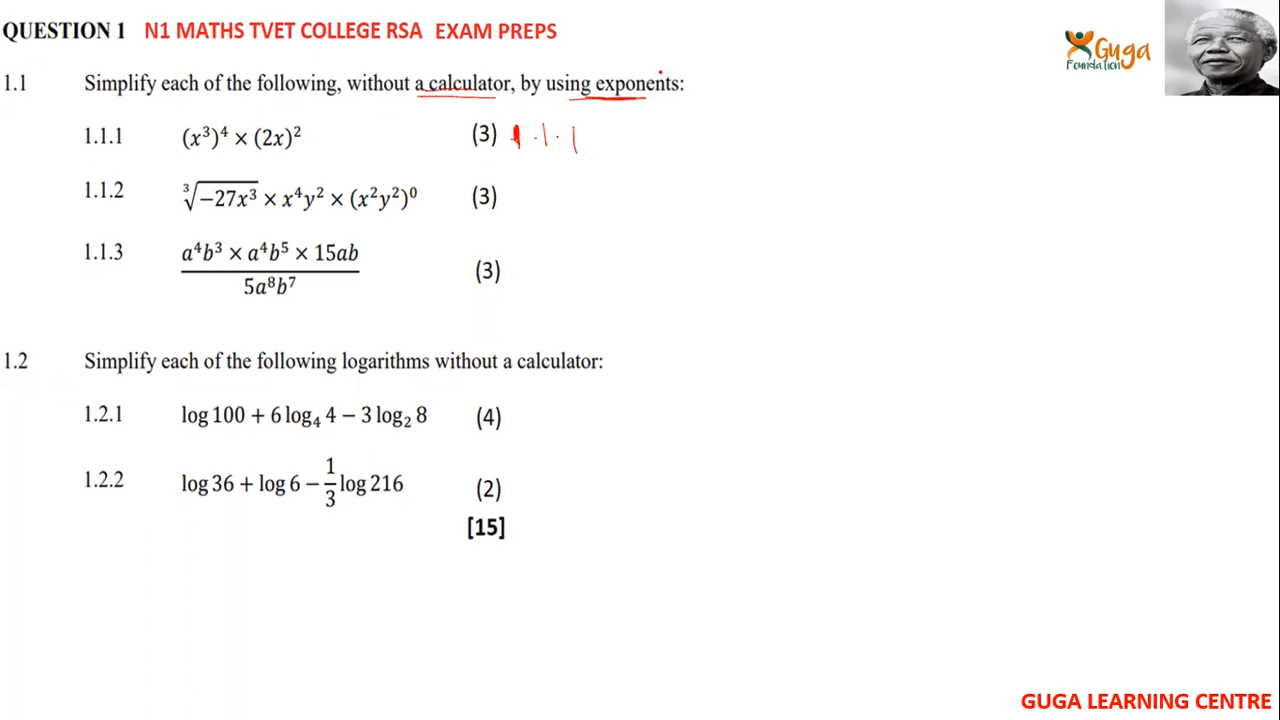 QUESTION 1 N1 MATHS TVET COLLEGE RSA EXAM PREPS
Guga
Foundation
1.1 Simplify each of the following, without a calculator, by using exponents:
1.1.1 (x³)⁴ × (2x)² (3) 1·1·1
1.1.2 ∛(−27x³) × x⁴y² × (x²y²)⁰ (3)
1.1.3 (a⁴b³ × a⁴b⁵ × 15ab)/(5a⁸b⁷) (3)
1.2 Simplify each of the following logarithms without a calculator:
1.2.1 log 100 + 6 log₄ 4 − 3 log₂ 8 (4)
1.2.2 log 36 + log 6 − 1/3 log 216 (2)
[15]
GUGA LEARNING CENTRE